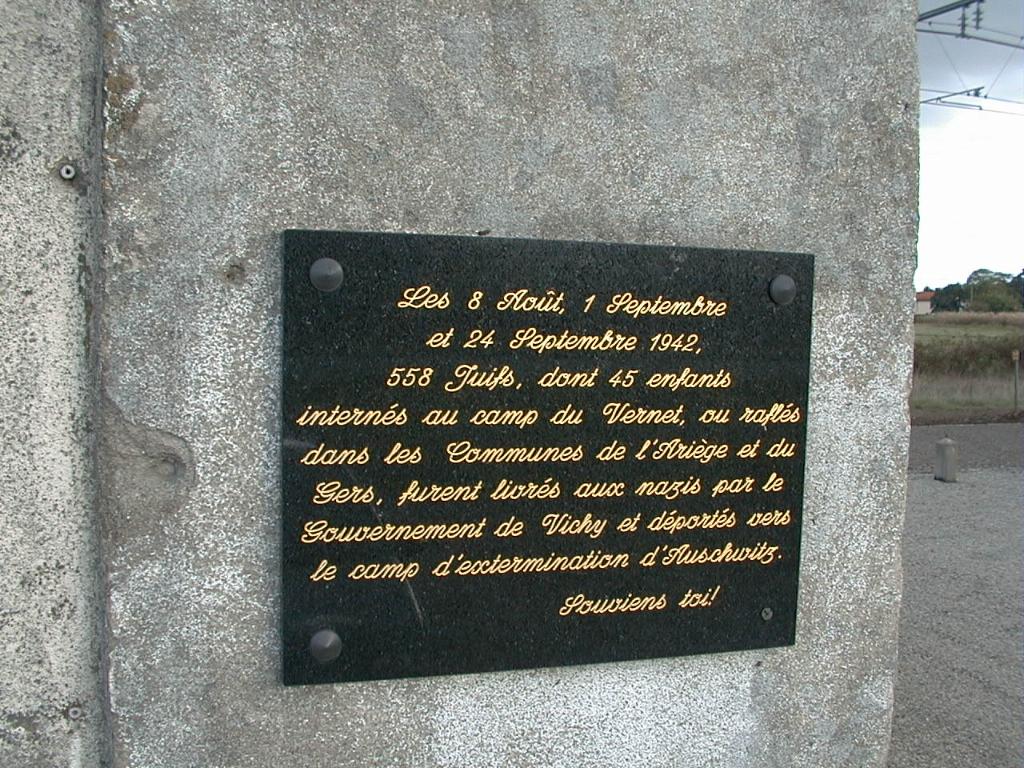 Les 8 Août, 1 Septembre
et 24 Septembre 1942,
558 Juifs, dont 45 enfants
internés au camp du Vernet, ou raflés
dans les Communes de l'Ariège et du
Gers, furent livrés aux nazis par le
Gouvernement de Vichy et déportés vers
le camp d'extermination d'Auschwitz.
Souviens toi!